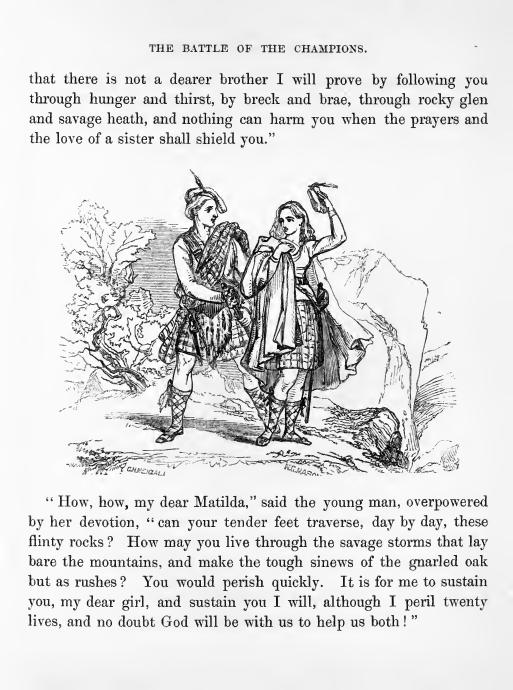 THE BATTLE OF THE CHAMPIONS.
that there is not a dearer brother I will prove by following you
through hunger and thirst, by breck and brae, through rocky glen
and savage heath, and nothing can harm you when the prayers and
the love of a sister shall shield you."
“ How, how, my dear Matilda,” said the young man, overpowered
by her devotion, “ can your tender feet traverse, day by day, these
flinty rocks ? How may you live through the savage storms that lay
bare the mountains, and make the tough sinews of the gnarled oak
but as rushes ? You would perish quickly. It is for me to sustain
you, my dear girl, and sustain you I will, although I peril twenty
lives, and no doubt God will be with us to help us both ! ”